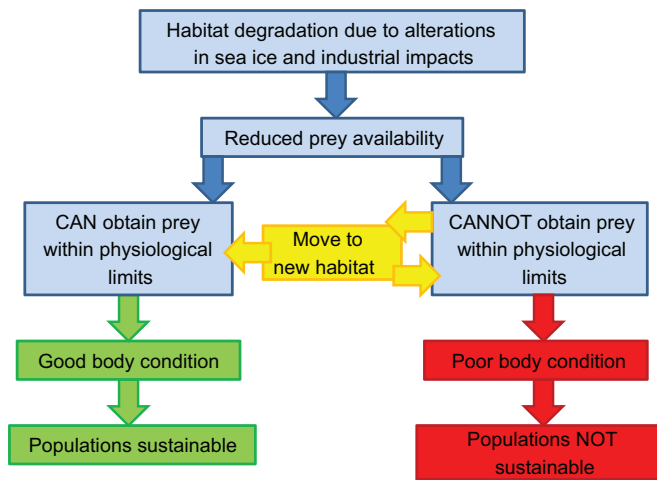 Habitat degradation due to alterations
in sea ice and industrial impacts
Reduced prey availability
CAN obtain prey
within physiological
limits
Move to
new habitat
CANNOT obtain prey
within physiological
limits
Good body condition
Poor body condition
Populations sustainable
Populations NOT
sustainable